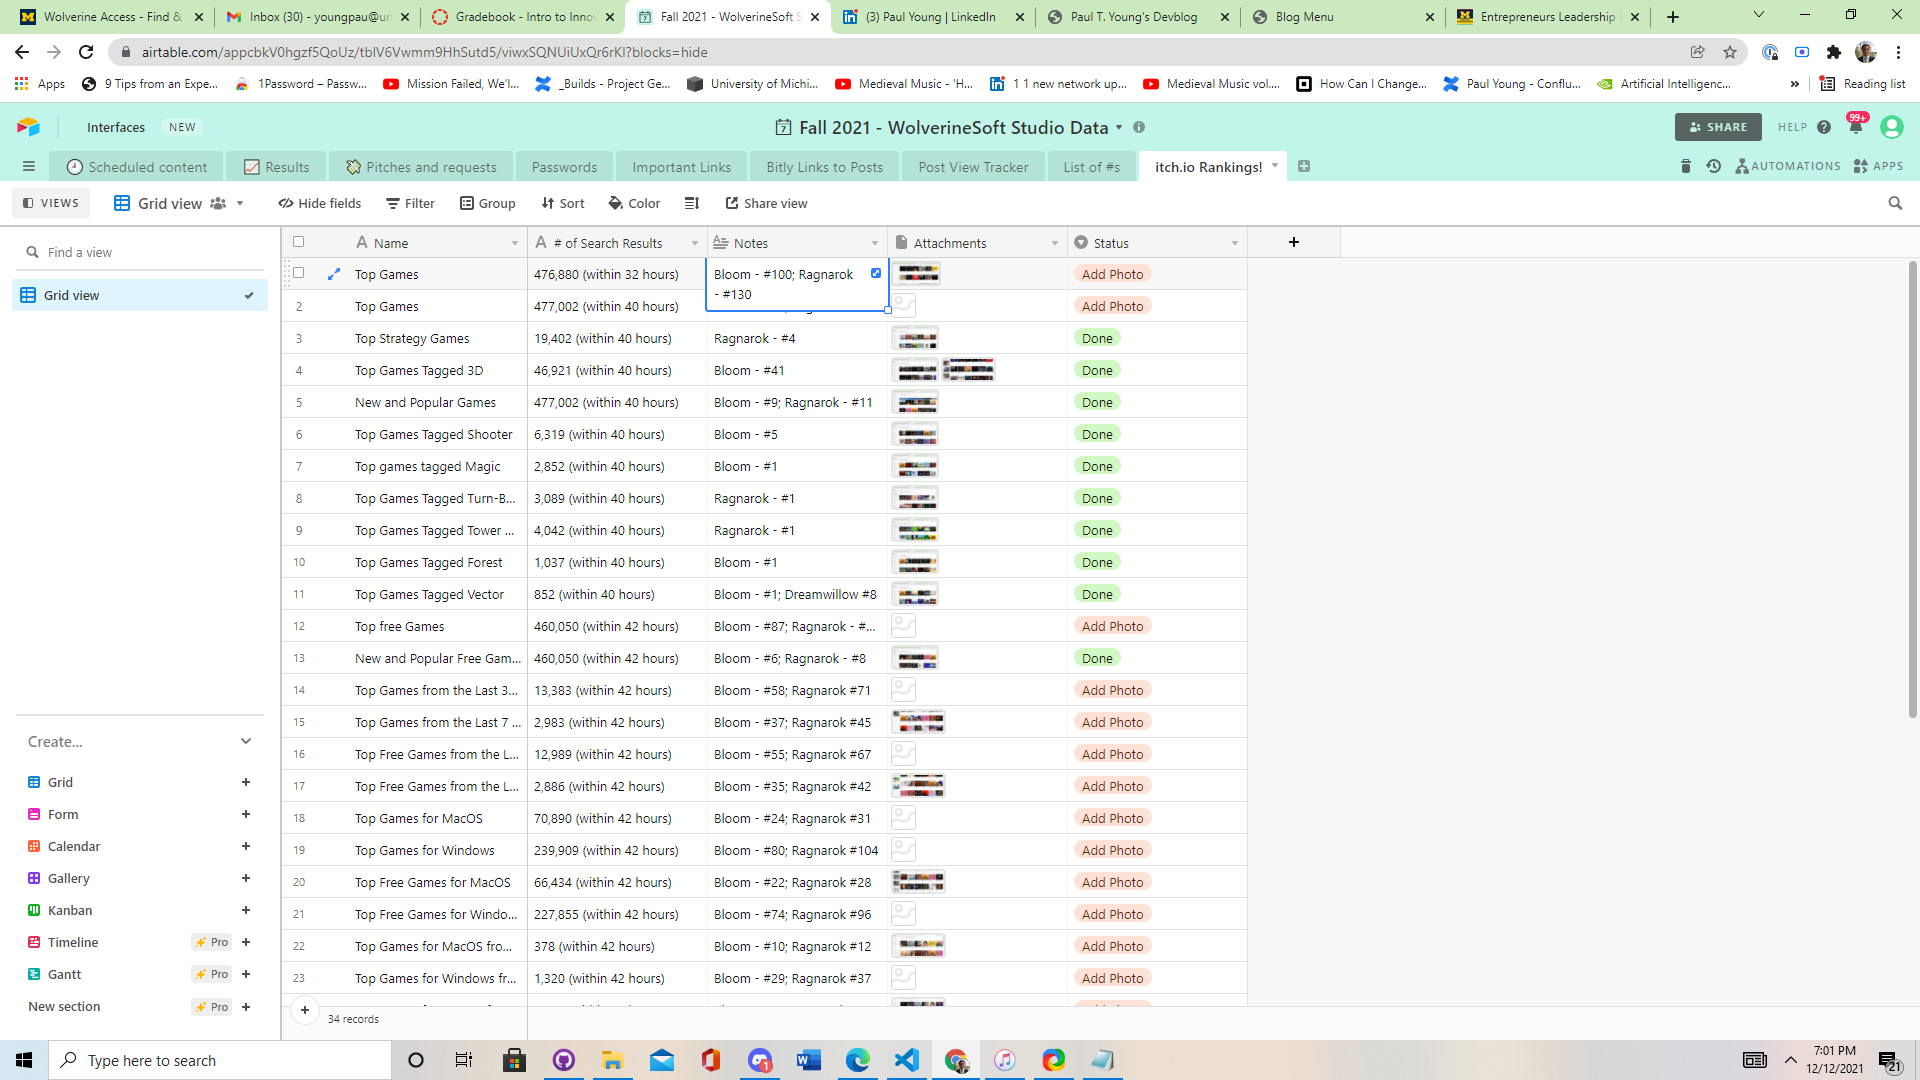 Wolverine Access - Find &
Inbox (30) - youngpau@un
Gradebook - Intro to Innov
Fall 2021 - WolverineSoft S
(3) Paul Young | LinkedIn
Paul T. Young's Devblog
Blog Menu
Entrepreneurs Leadership
airtable.com/appcbkV0hgzf5QoUz/tblV6Vwmm9HhSutd5/viwxSQNUiUxQr6rKI?blocks=hide
Apps
9 Tips from an Expe...
1Password – Passw...
Mission Failed, We'l...
_Builds - Project Ge...
University of Michi...
Medieval Music - 'H...
1 1 new network up...
Medieval Music vol....
How Can I Change...
Paul Young - Conflu...
Artificial Intelligenc...
»
Reading list
Interfaces NEW
Fall 2021 - WolverineSoft Studio Data
SHARE
HELP
99+
Scheduled content
Results
Pitches and requests
Passwords
Important Links
Bitly Links to Posts
Post View Tracker
List of #s
itch.io Rankings!
AUTOMATIONS
APPS
VIEWS
Grid view
Hide fields
Filter
Group
Sort
Color
Share view
Find a view
Grid view
Name # of Search Results Notes Attachments Status
Top Games 476,880 (within 32 hours) Bloom - #100; Ragnarok Add Photo
- #130
2 Top Games 477,002 (within 40 hours) Add Photo
3 Top Strategy Games 19,402 (within 40 hours) Ragnarok - #4 Done
4 Top Games Tagged 3D 46,921 (within 40 hours) Bloom - #41 Done
5 New and Popular Games 477,002 (within 40 hours) Bloom - #9; Ragnarok - #11 Done
6 Top Games Tagged Shooter 6,319 (within 40 hours) Bloom - #5 Done
7 Top games tagged Magic 2,852 (within 40 hours) Bloom - #1 Done
8 Top Games Tagged Turn-B... 3,089 (within 40 hours) Ragnarok - #1 Done
9 Top Games Tagged Tower ... 4,042 (within 40 hours) Ragnarok - #1 Done
10 Top Games Tagged Forest 1,037 (within 40 hours) Bloom - #1 Done
11 Top Games Tagged Vector 852 (within 40 hours) Bloom - #1; Dreamwillow #8 Done
12 Top free Games 460,050 (within 42 hours) Bloom - #87; Ragnarok - #... Add Photo
13 New and Popular Free Gam... 460,050 (within 42 hours) Bloom - #6; Ragnarok - #8 Done
14 Top Games from the Last 3... 13,383 (within 42 hours) Bloom - #58; Ragnarok #71 Add Photo
15 Top Games from the Last 7 ... 2,983 (within 42 hours) Bloom - #37; Ragnarok #45 Add Photo
16 Top Free Games from the L... 12,989 (within 42 hours) Bloom - #55; Ragnarok #67 Add Photo
17 Top Free Games from the L... 2,886 (within 42 hours) Bloom - #35; Ragnarok #42 Add Photo
18 Top Games for MacOS 70,890 (within 42 hours) Bloom - #24; Ragnarok #31 Add Photo
19 Top Games for Windows 239,909 (within 42 hours) Bloom - #80; Ragnarok #104 Add Photo
20 Top Free Games for MacOS 66,434 (within 42 hours) Bloom - #22; Ragnarok #28 Add Photo
21 Top Free Games for Windo... 227,855 (within 42 hours) Bloom - #74; Ragnarok #96 Add Photo
22 Top Games for MacOS fro... 378 (within 42 hours) Bloom - #10; Ragnarok #12 Add Photo
23 Top Games for Windows fr... 1,320 (within 42 hours) Bloom - #29; Ragnarok #37 Add Photo
34 records
Create...
Grid
Form
Calendar
Gallery
Kanban
Timeline Pro
Gantt Pro
New section Pro
Type here to search
1
7:01 PM
12/12/2021
21